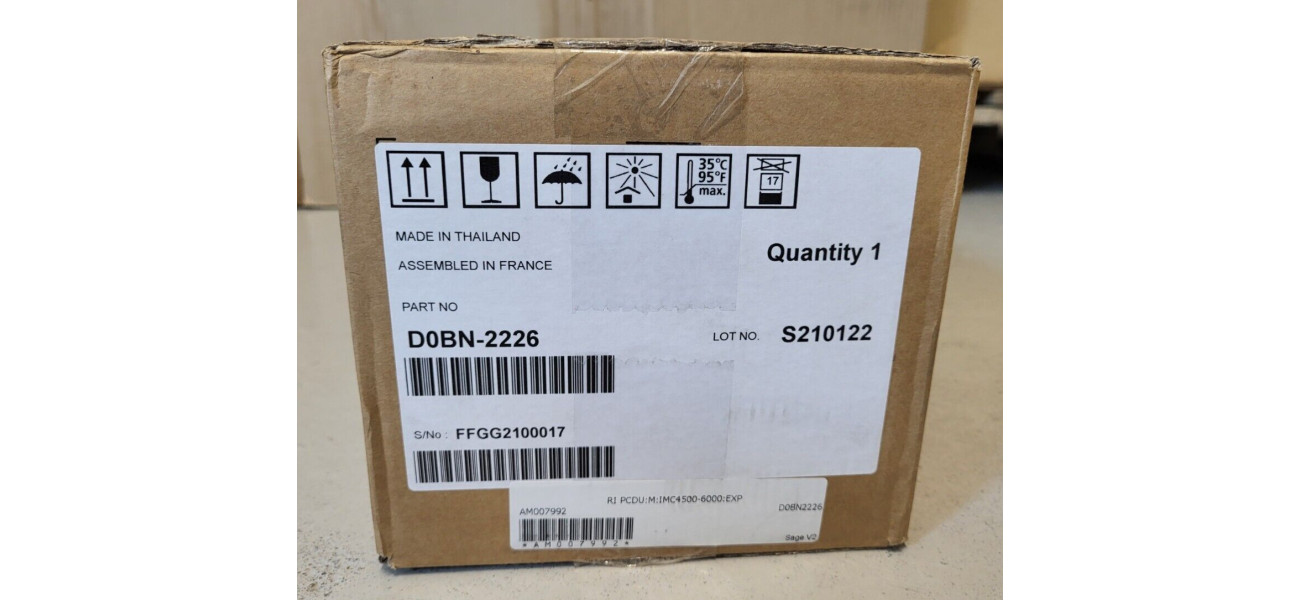 35°C
95°F
max.
17
MADE IN THAILAND
Quantity 1
ASSEMBLED IN FRANCE
PART NO
D0BN-2226
LOT NO. S210122
S/No : FFGG2100017
RI PCDU:M:IMC4500-6000:EXP
AM007992
D0BN2226
*AM007992*
Sage V2